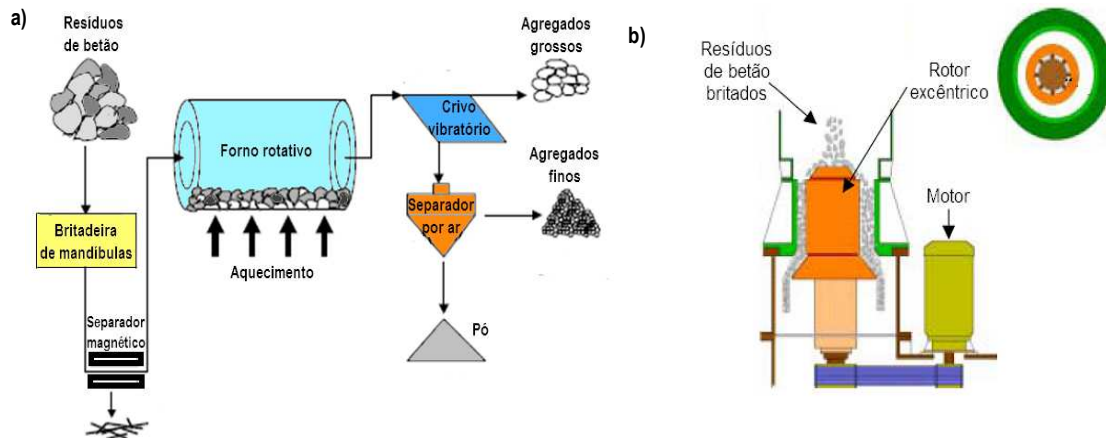 a)
Resíduos
de betão
Britadeira
de mandíbulas
Separador
magnético
Forno rotativo
Aquecimento
Crivo
vibratório
Agregados
grossos
Separador
por ar
Agregados
finos
Pó
b)
Resíduos
de betão
britados
Rotor
excêntrico
Motor